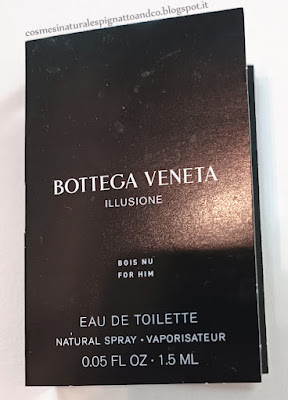 cosmesinaturalespignattoandco.blogspot.it
BOTTEGA VENETA
ILLUSIONE
BOIS NU
FOR HIM
EAU DE TOILETTE
NATURAL SPRAY • VAPORISATEUR
0.05 FL OZ • 1.5 ML